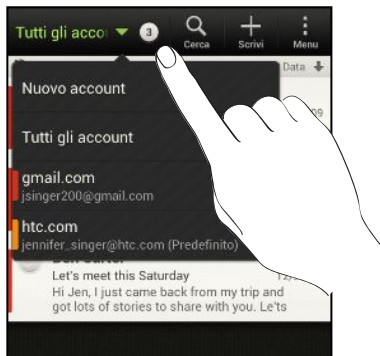 Tutti gli acco
3
Cerca
Scrivi
Menu
Data
Nuovo account
Tutti gli account
gmail.com
jsinger200@gmail.com
htc.com
jennifer_singer@htc.com (Predefinito)
Let's meet this Saturday
Hi Jen, I just came back from my trip and
got lots of stories to share with you. Le'ts